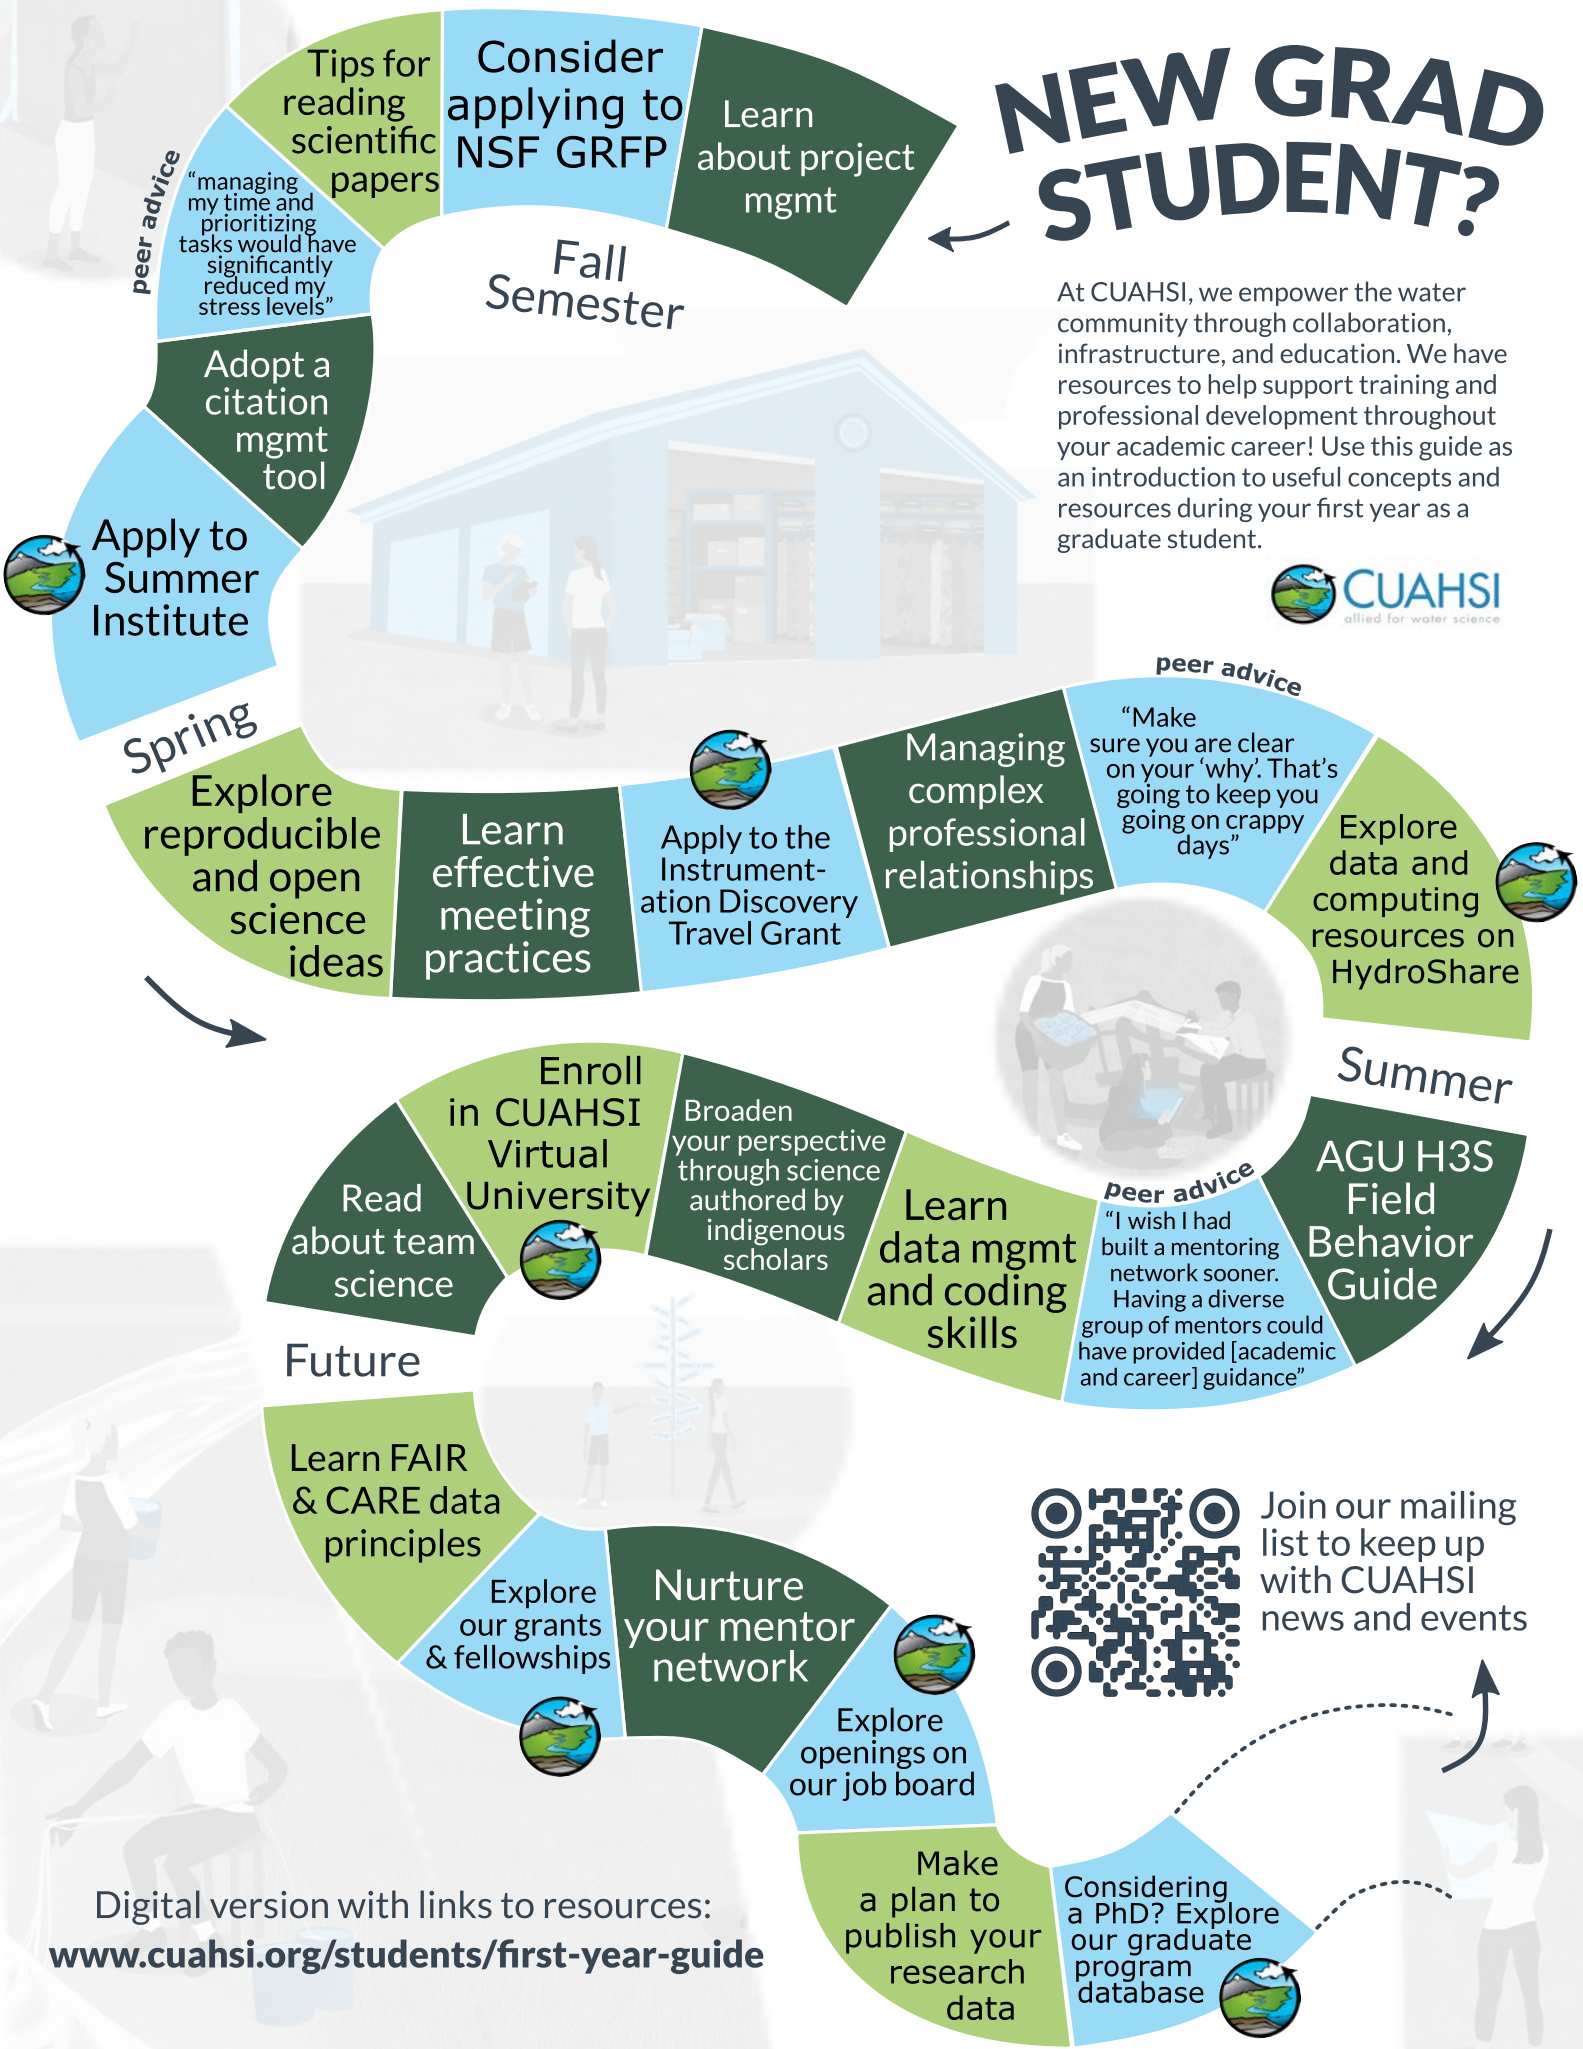 NEW GRAD
STUDENT?
At CUAHSI, we empower the water
community through collaboration,
infrastructure, and education. We have
resources to help support training and
professional development throughout
your academic career! Use this guide as
an introduction to useful concepts and
resources during your first year as a
graduate student.
CUAHSI
allied for water science
Fall
Semester
Learn
about project
mgmt
Consider
applying to
NSF GRFP
Tips for
reading
scientific
papers
peer advice
“managing
my time and
prioritizing
tasks would have
significantly
reduced my
stress levels”
Adopt a
citation
mgmt
tool
Apply to
Summer
Institute
Spring
Explore
reproducible
and open
science
ideas
Learn
effective
meeting
practices
Apply to the
Instrument-
ation Discovery
Travel Grant
Managing
complex
professional
relationships
peer advice
“Make
sure you are clear
on your ‘why’. That’s
going to keep you
going on crappy
days”
Explore
data and
computing
resources on
HydroShare
Summer
AGU H3S
Field
Behavior
Guide
peer advice
“I wish I had
built a mentoring
network sooner.
Having a diverse
group of mentors could
have provided [academic
and career] guidance”
Learn
data mgmt
and coding
skills
Broaden
your perspective
through science
authored by
indigenous
scholars
Enroll
in CUAHSI
Virtual
University
Read
about team
science
Future
Learn FAIR
& CARE data
principles
Explore
our grants
& fellowships
Nurture
your mentor
network
Explore
openings on
our job board
Make
a plan to
publish your
research
data
Considering
a PhD? Explore
our graduate
program
database
Join our mailing
list to keep up
with CUAHSI
news and events
Digital version with links to resources:
www.cuahsi.org/students/first-year-guide